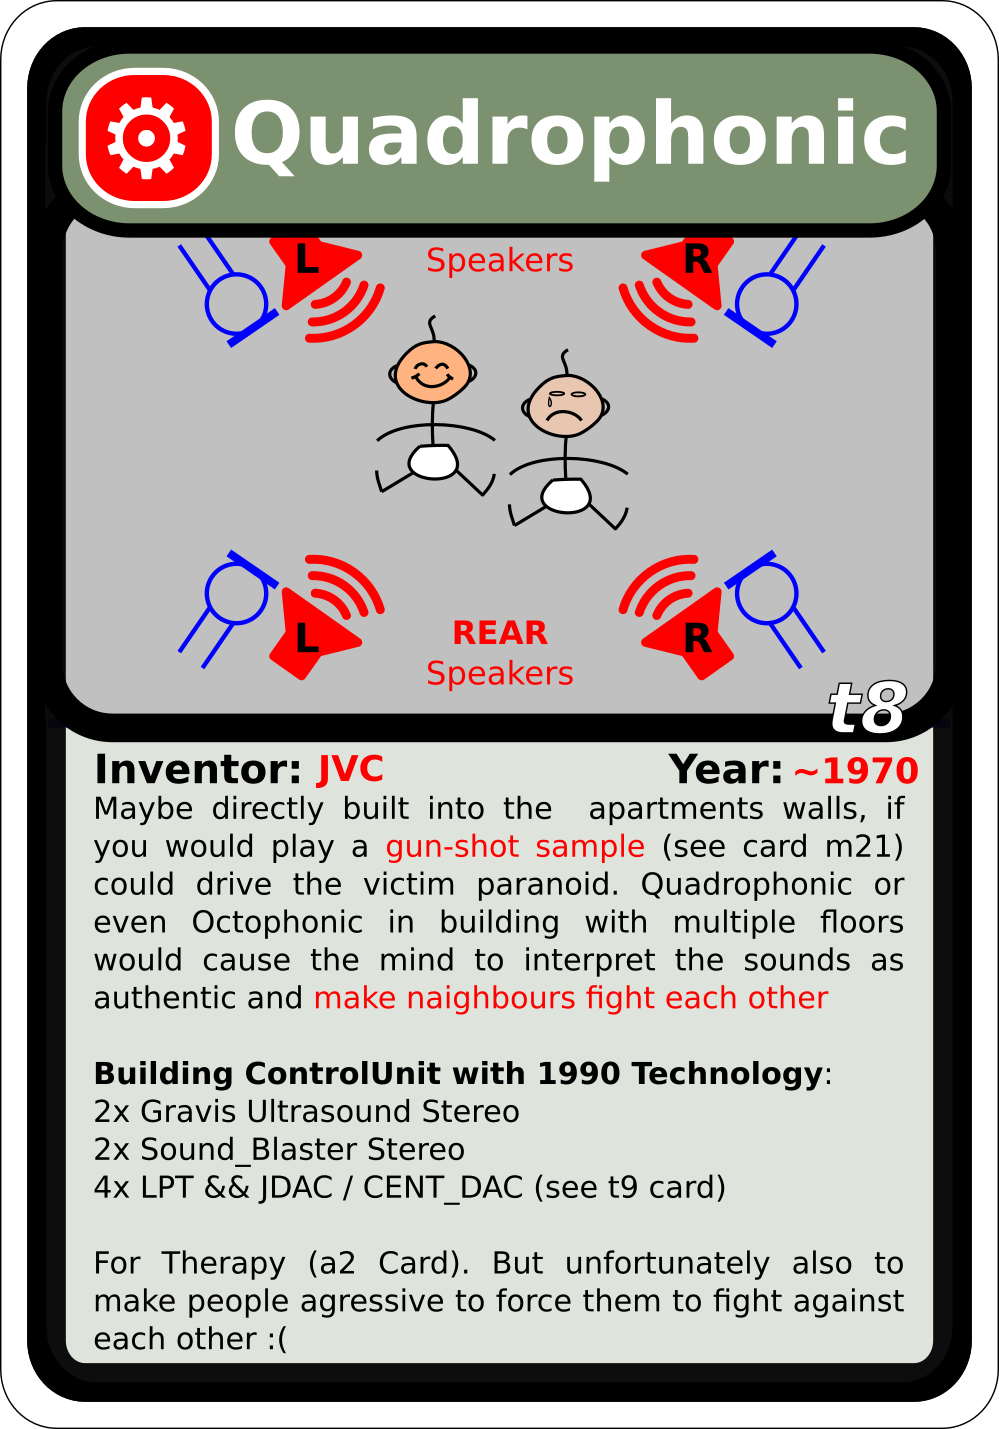 Quadrophonic
L Speakers R
L REAR R
Speakers
t8
Inventor: JVC Year: ~1970
Maybe directly built into the apartments walls, if
you would play a gun-shot sample (see card m21)
could drive the victim paranoid. Quadrophonic or
even Octophonic in building with multiple floors
would cause the mind to interpret the sounds as
authentic and make naighbours fight each other
Building ControlUnit with 1990 Technology:
2x Gravis Ultrasound Stereo
2x Sound_Blaster Stereo
4x LPT && JDAC / CENT_DAC (see t9 card)
For Therapy (a2 Card). But unfortunately also to
make people agressive to force them to fight against
each other :(